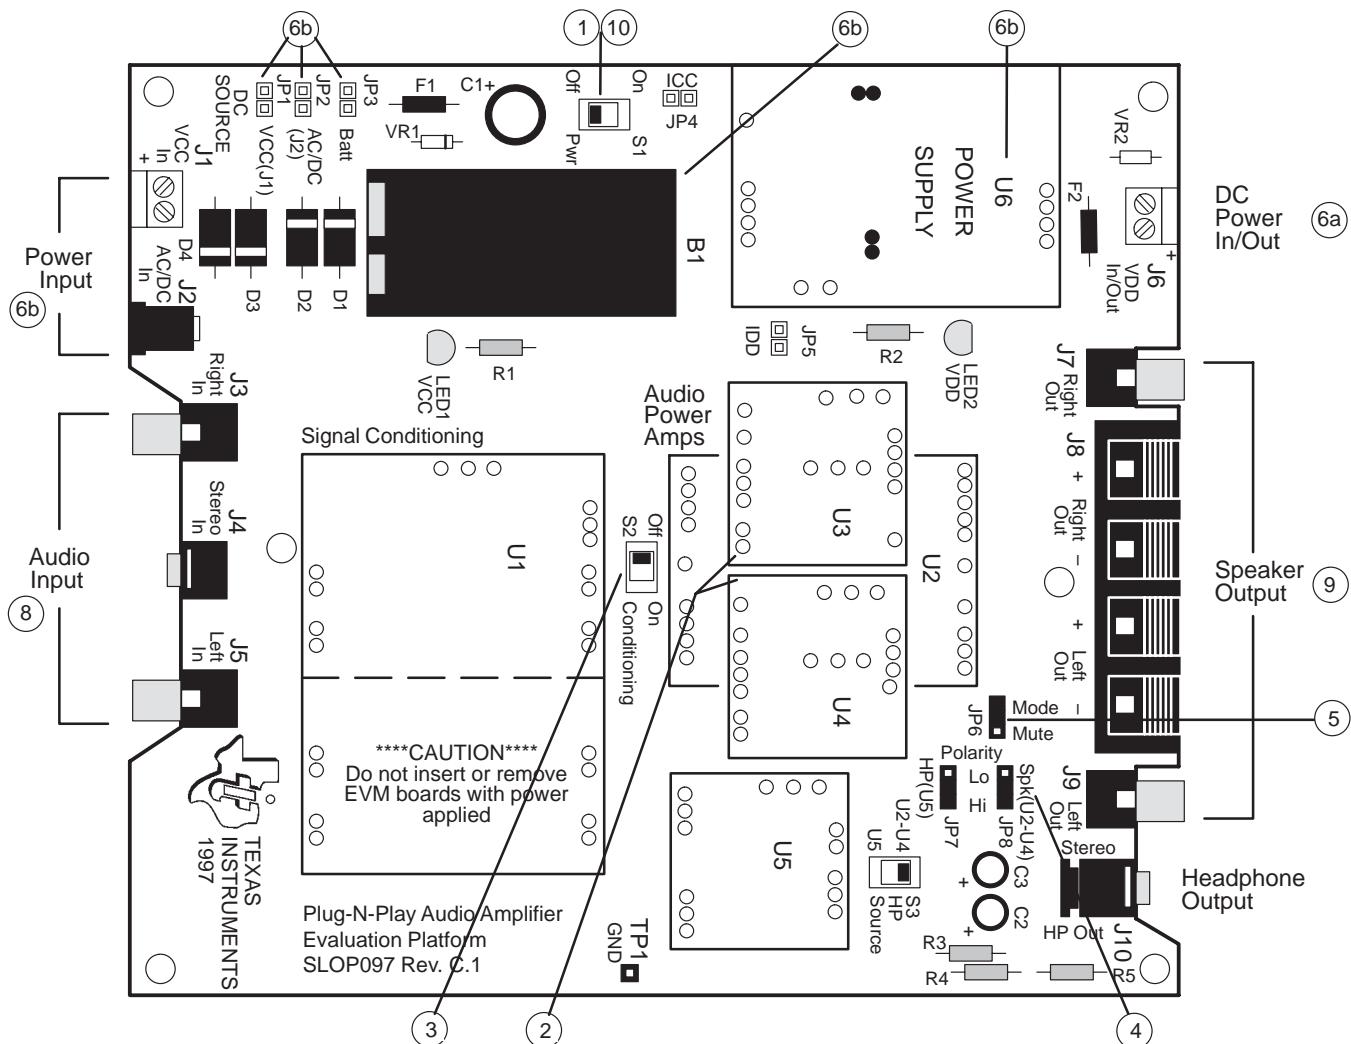 6b
1
10
6b
6b
DC
SOURCE
JP1
VCC(J1)
JP2
AC/DC
(J2)
JP3
Batt
F1
VR1
C1+
Off
On
Pwr
S1
ICC
JP4
U6
POWER
SUPPLY
VR2
F2
J1
VCC
In
+
Power
Input
6b
D4
J2
AC/DC
In
D3
D2
D1
B1
J6
VDD
In/Out
+
DC
Power
In/Out
6a
LED1
VCC
R1
IDD
JP5
R2
LED2
VDD
J3
Right
In
J4
Stereo
In
J5
Left
In
Audio
Input
8
Signal Conditioning
U1
S2
Off
On
Conditioning
Audio
Power
Amps
U3
U2
U4
J7
Right
Out
J8
+
Right
Out
–
+
Left
Out
–
Speaker
Output
9
JP6
Mode
Mute
5
Polarity
HP(U5)
Lo
Hi
JP7
Spk(U2-U4)
JP8
J9
Left
Out
****CAUTION****
Do not insert or remove
EVM boards with power
applied
TEXAS
INSTRUMENTS
1997
U5
U5
U2-U4
S3
HP
Source
C3
+
C2
+
Stereo
HP Out
J10
Headphone
Output
Plug-N-Play Audio Amplifier
Evaluation Platform
SLOP097 Rev. C.1
TP1
GND
R3
R4
R5
3
2
4